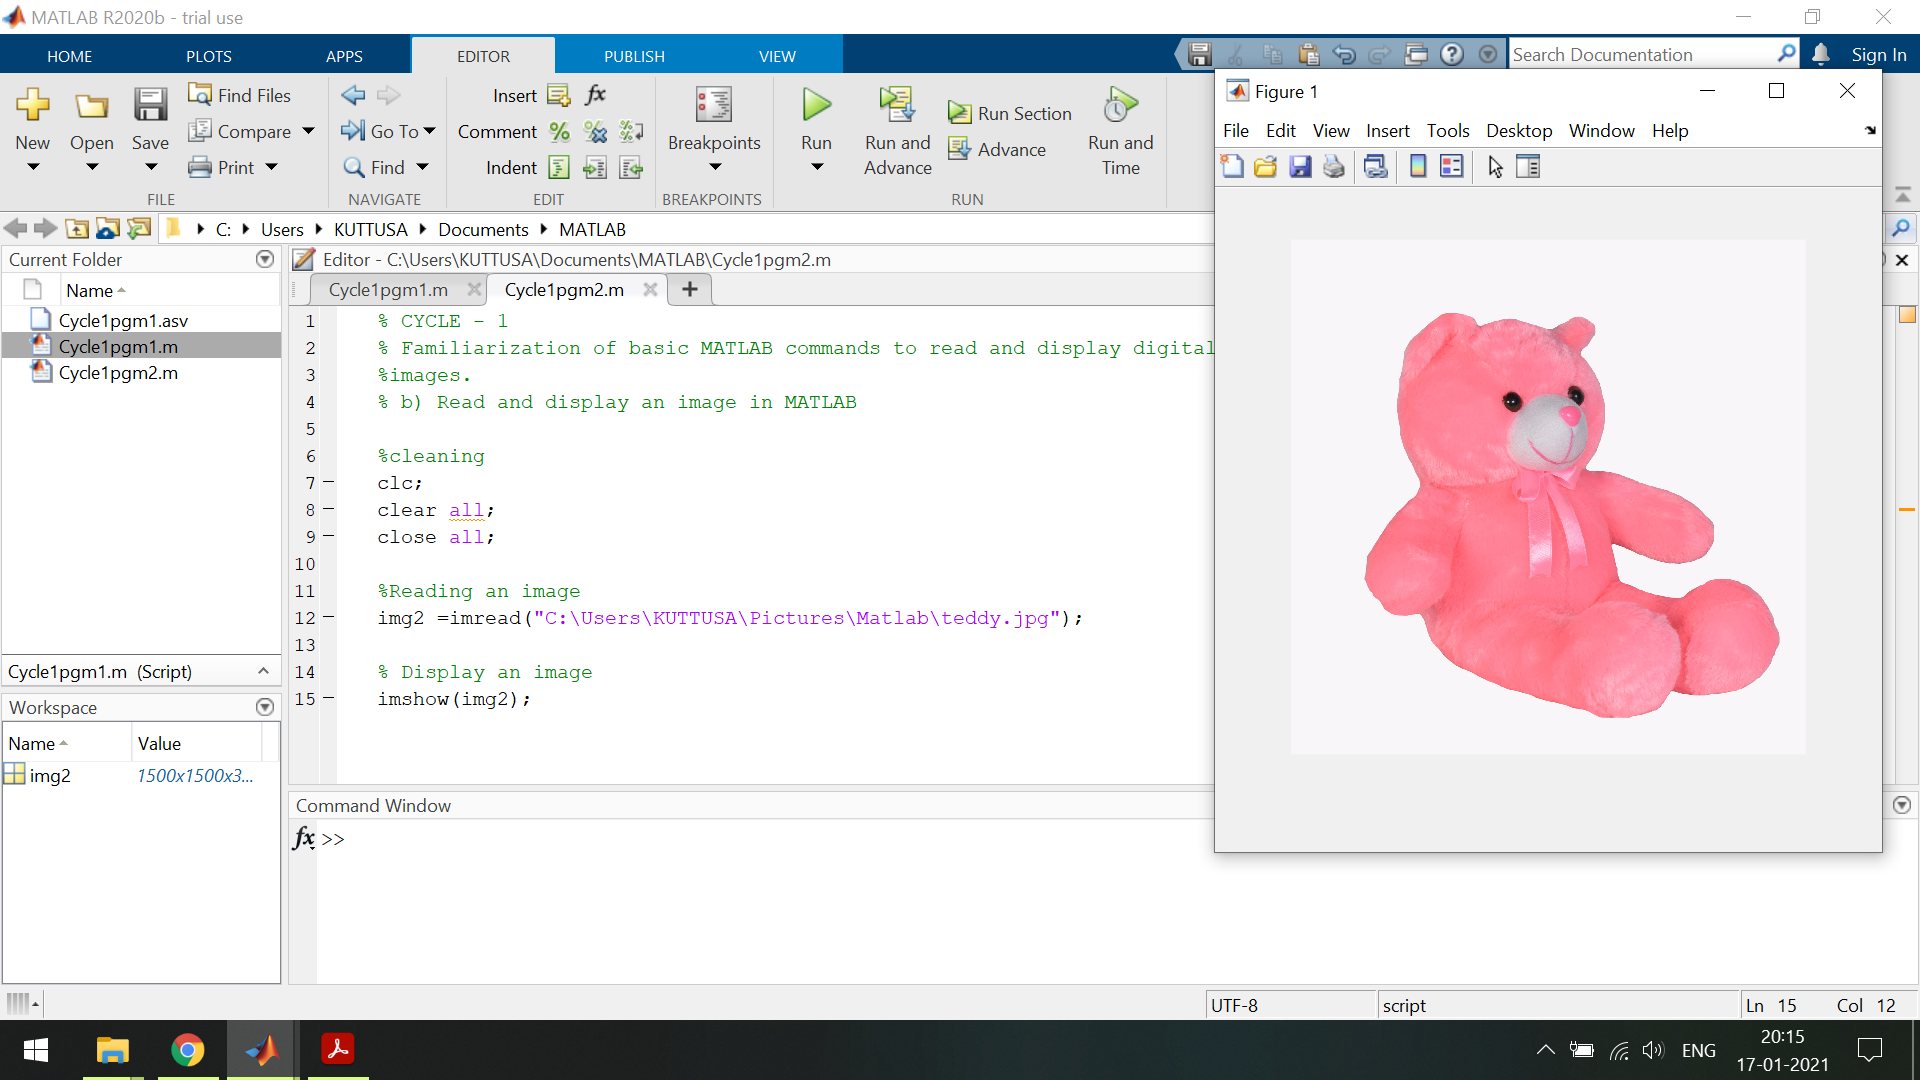 MATLAB R2020b - trial use
HOME PLOTS APPS EDITOR PUBLISH VIEW
Search Documentation
Sign In
New
Open
Save
Find Files
Compare
Print
FILE
Go To
Find
NAVIGATE
Insert
fx
Comment
Indent
EDIT
Breakpoints
BREAKPOINTS
Run
Run and
Advance
Run Section
Advance
Run and
Time
RUN
C: Users KUTTUSA Documents MATLAB
Current Folder
Name
Cycle1pgm1.asv
Cycle1pgm1.m
Cycle1pgm2.m
Cycle1pgm1.m (Script)
Workspace
Name Value
img2 1500x1500x3...
Editor - C:\Users\KUTTUSA\Documents\MATLAB\Cycle1pgm2.m
Cycle1pgm1.m Cycle1pgm2.m
1 % CYCLE - 1
2 % Familiarization of basic MATLAB commands to read and display digital
3 %images.
4 % b) Read and display an image in MATLAB
5
6 %cleaning
7 clc;
8 clear all;
9 close all;
10
11 %Reading an image
12 img2 =imread("C:\Users\KUTTUSA\Pictures\Matlab\teddy.jpg");
13
14 % Display an image
15 imshow(img2);
Command Window
fx >>
Figure 1
File Edit View Insert Tools Desktop Window Help
UTF-8 script Ln 15 Col 12
ENG
20:15
17-01-2021